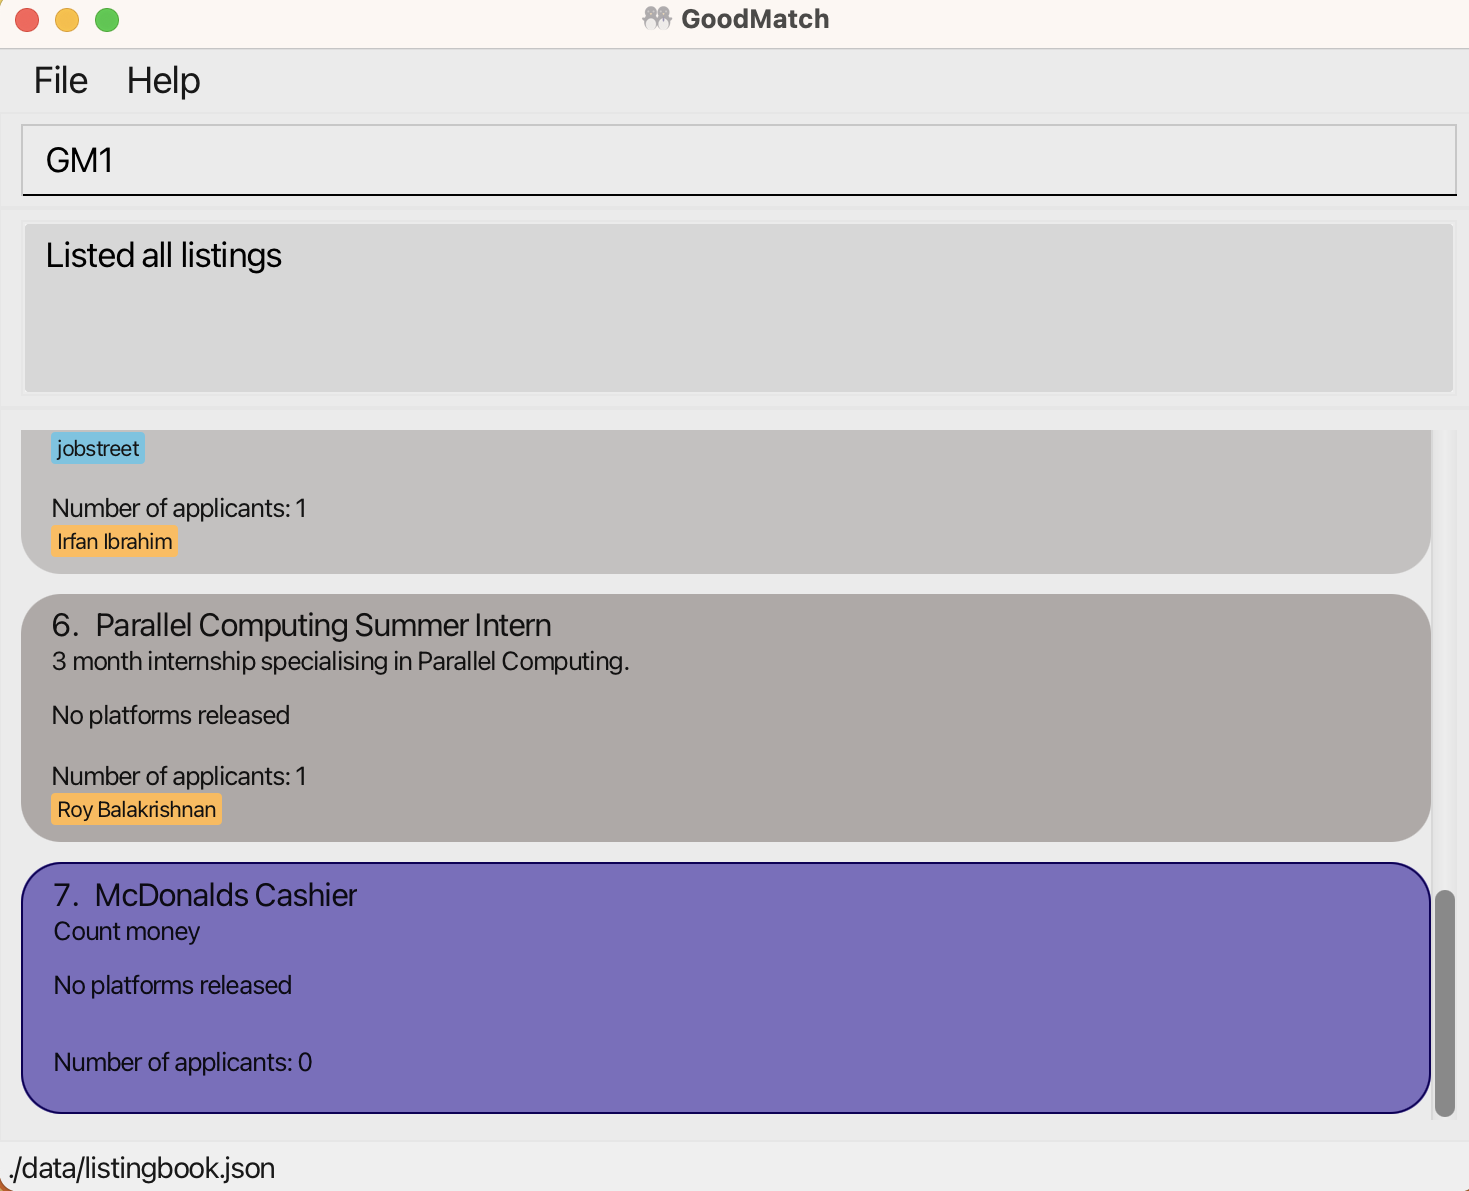 GoodMatch
File Help
GM1
Listed all listings
jobstreet
Number of applicants: 1
Irfan Ibrahim
6. Parallel Computing Summer Intern
3 month internship specialising in Parallel Computing.
No platforms released
Number of applicants: 1
Roy Balakrishnan
7. McDonalds Cashier
Count money
No platforms released
Number of applicants: 0
./data/listingbook.json